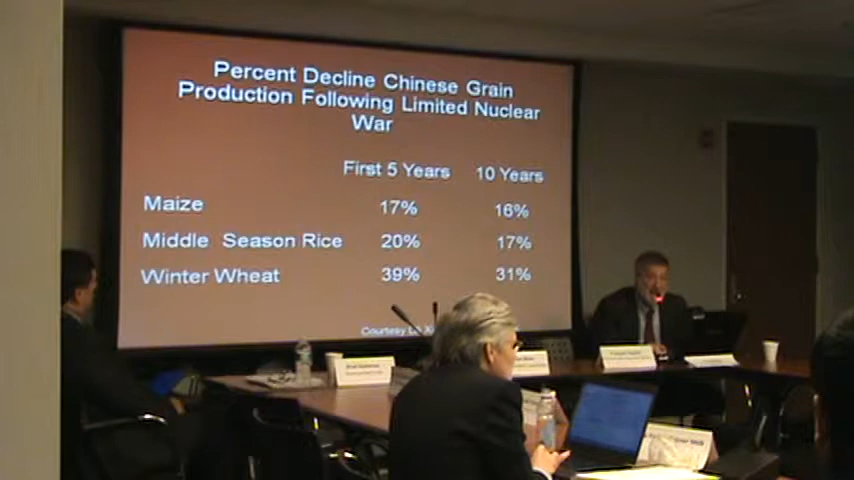 Percent Decline Chinese Grain
Production Following Limited Nuclear
War
First 5 Years 10 Years
Maize 17% 16%
Middle Season Rice 20% 17%
Winter Wheat 39% 31%
Courtesy